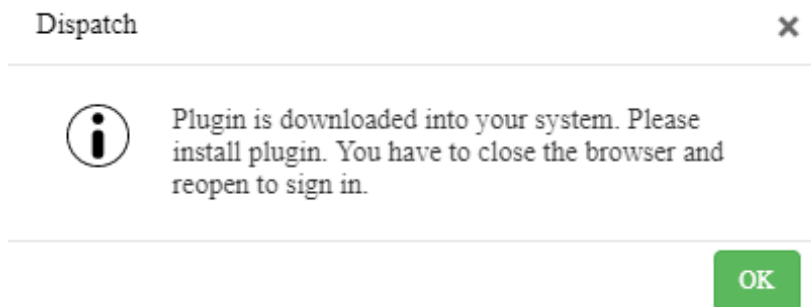 Dispatch
Plugin is downloaded into your system. Please
install plugin. You have to close the browser and
reopen to sign in.
OK